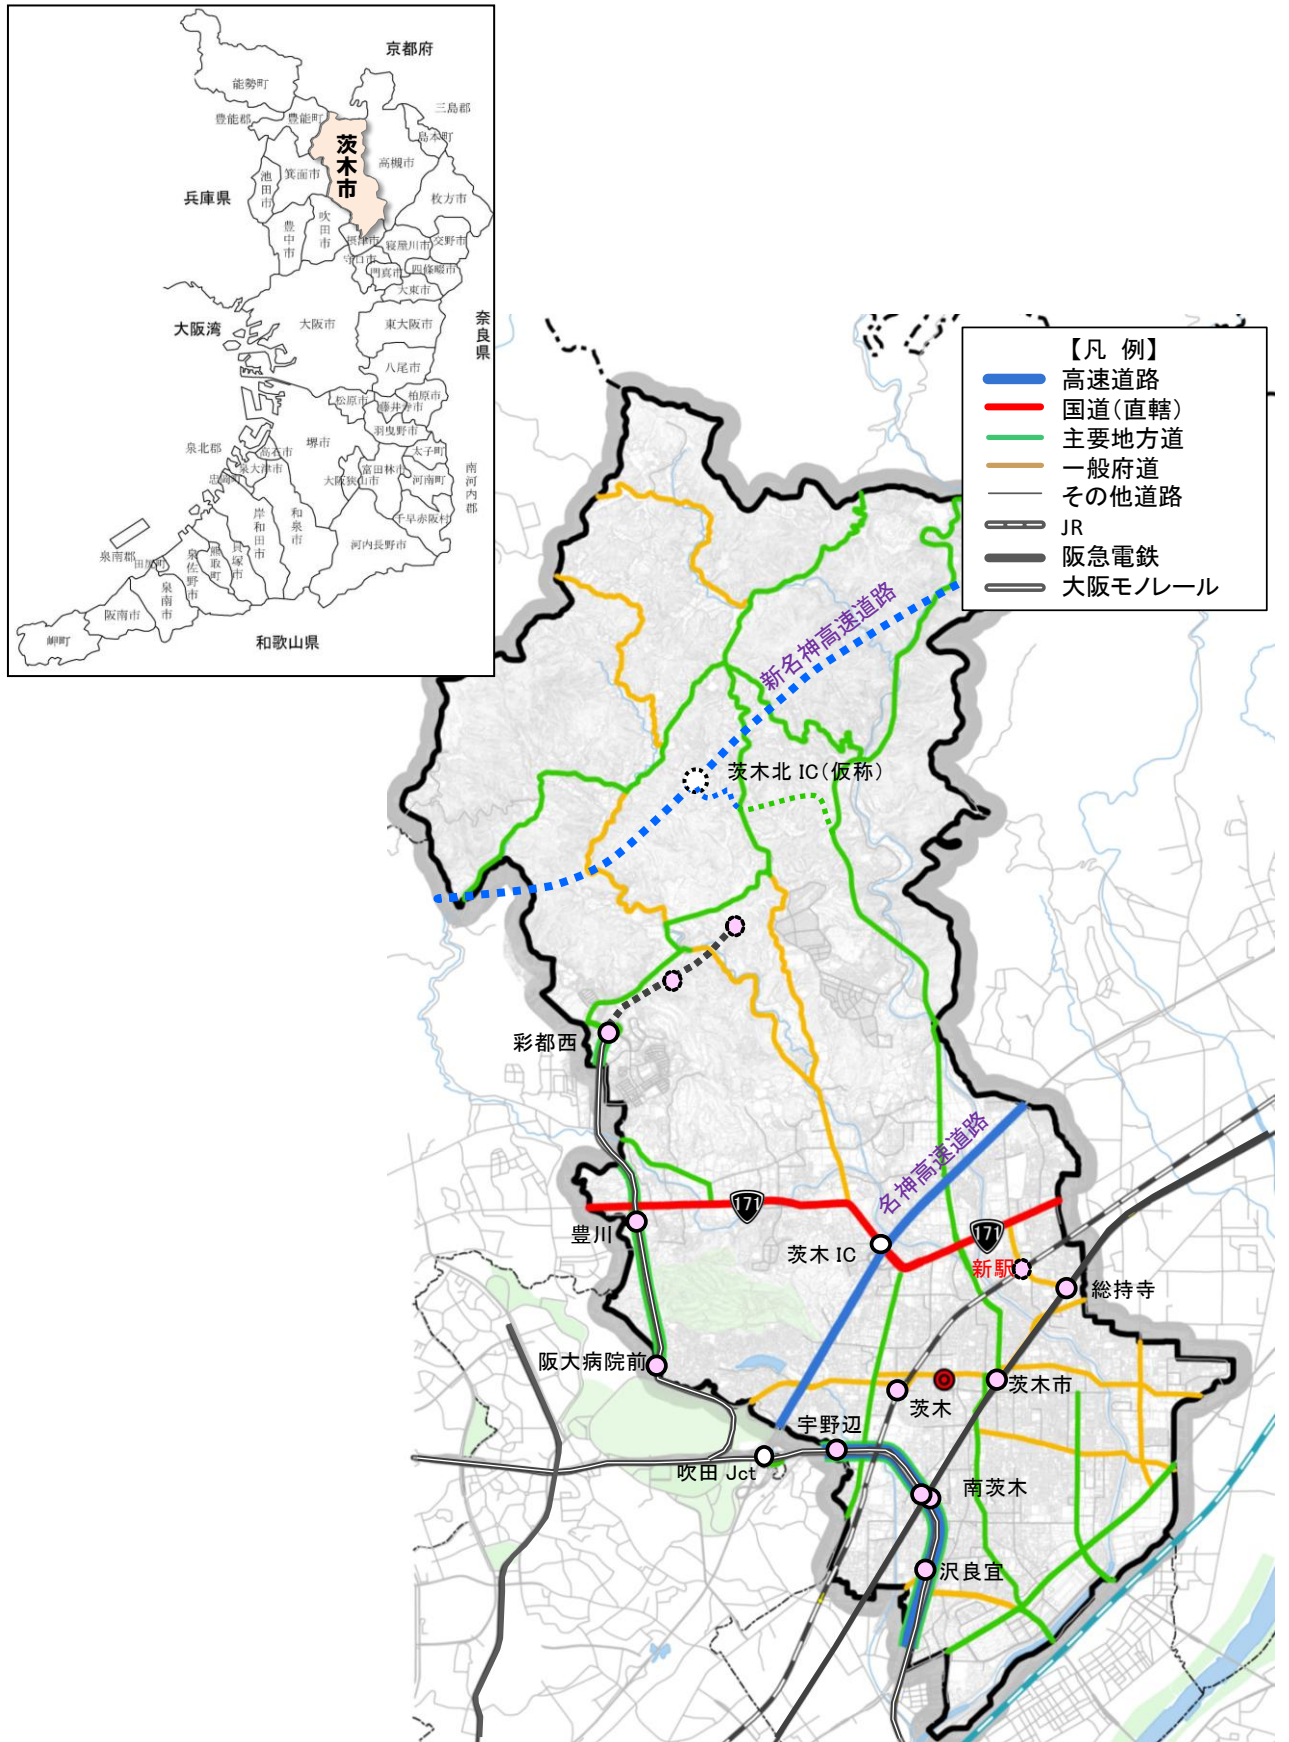 京都府
能勢町
三島郡
豊能郡
豊能町
島本町
茨木市
高槻市
箕面市
池田市
兵庫県
枚方市
吹田市
豊中市
摂津市
寝屋川市
交野市
守口市
門真市
四條畷市
大東市
大阪湾
大阪市
東大阪市
奈良県
八尾市
松原市
柏原市
藤井寺市
羽曳野市
泉北郡
堺市
高石市
太子町
泉大津市
富田林市
忠岡町
大阪狭山市
河南町
南河内郡
岸和田市
和泉市
千早赤阪村
河内長野市
泉南郡
田尻町
泉佐野市
熊取町
貝塚市
阪南市
泉南市
岬町
和歌山県
【凡 例】
高速道路
国道(直轄)
主要地方道
一般府道
その他道路
JR
阪急電鉄
大阪モノレール
新名神高速道路
茨木北 IC(仮称)
彩都西
名神高速道路
171
豊川
茨木 IC
171
新駅
総持寺
阪大病院前
茨木
茨木市
宇野辺
吹田 Jct
南茨木
沢良宜